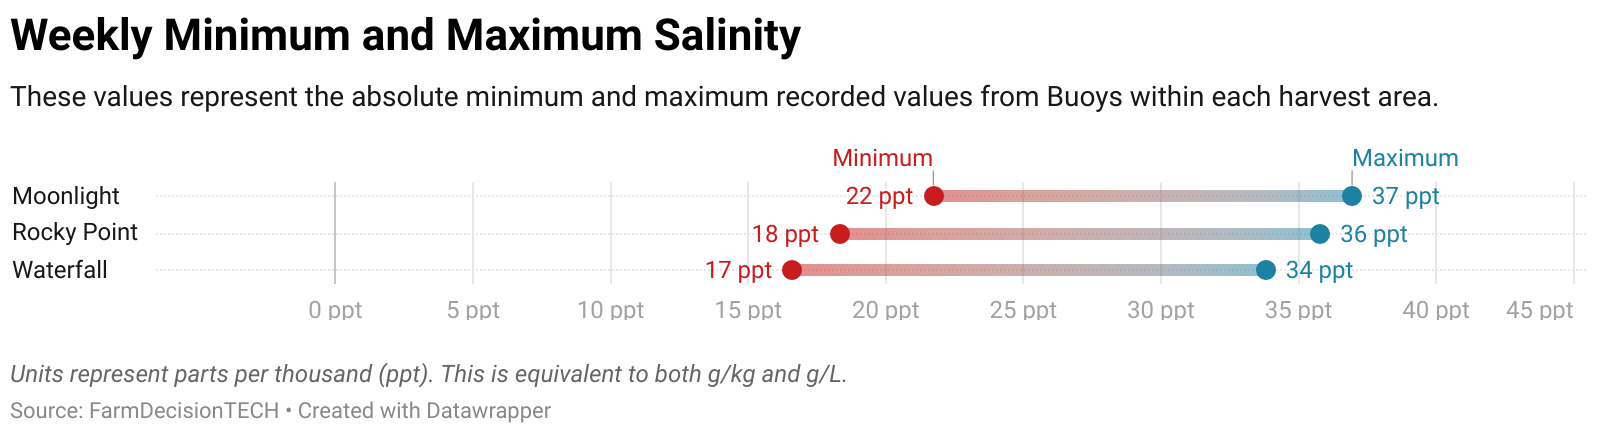 Weekly Minimum and Maximum Salinity
These values represent the absolute minimum and maximum recorded values from Buoys within each harvest area.
Minimum Maximum
Moonlight 22 ppt 37 ppt
Rocky Point 18 ppt 36 ppt
Waterfall 17 ppt 34 ppt
0 ppt 5 ppt 10 ppt 15 ppt 20 ppt 25 ppt 30 ppt 35 ppt 40 ppt 45 ppt
Units represent parts per thousand (ppt). This is equivalent to both g/kg and g/L.
Source: FarmDecisionTECH • Created with Datawrapper